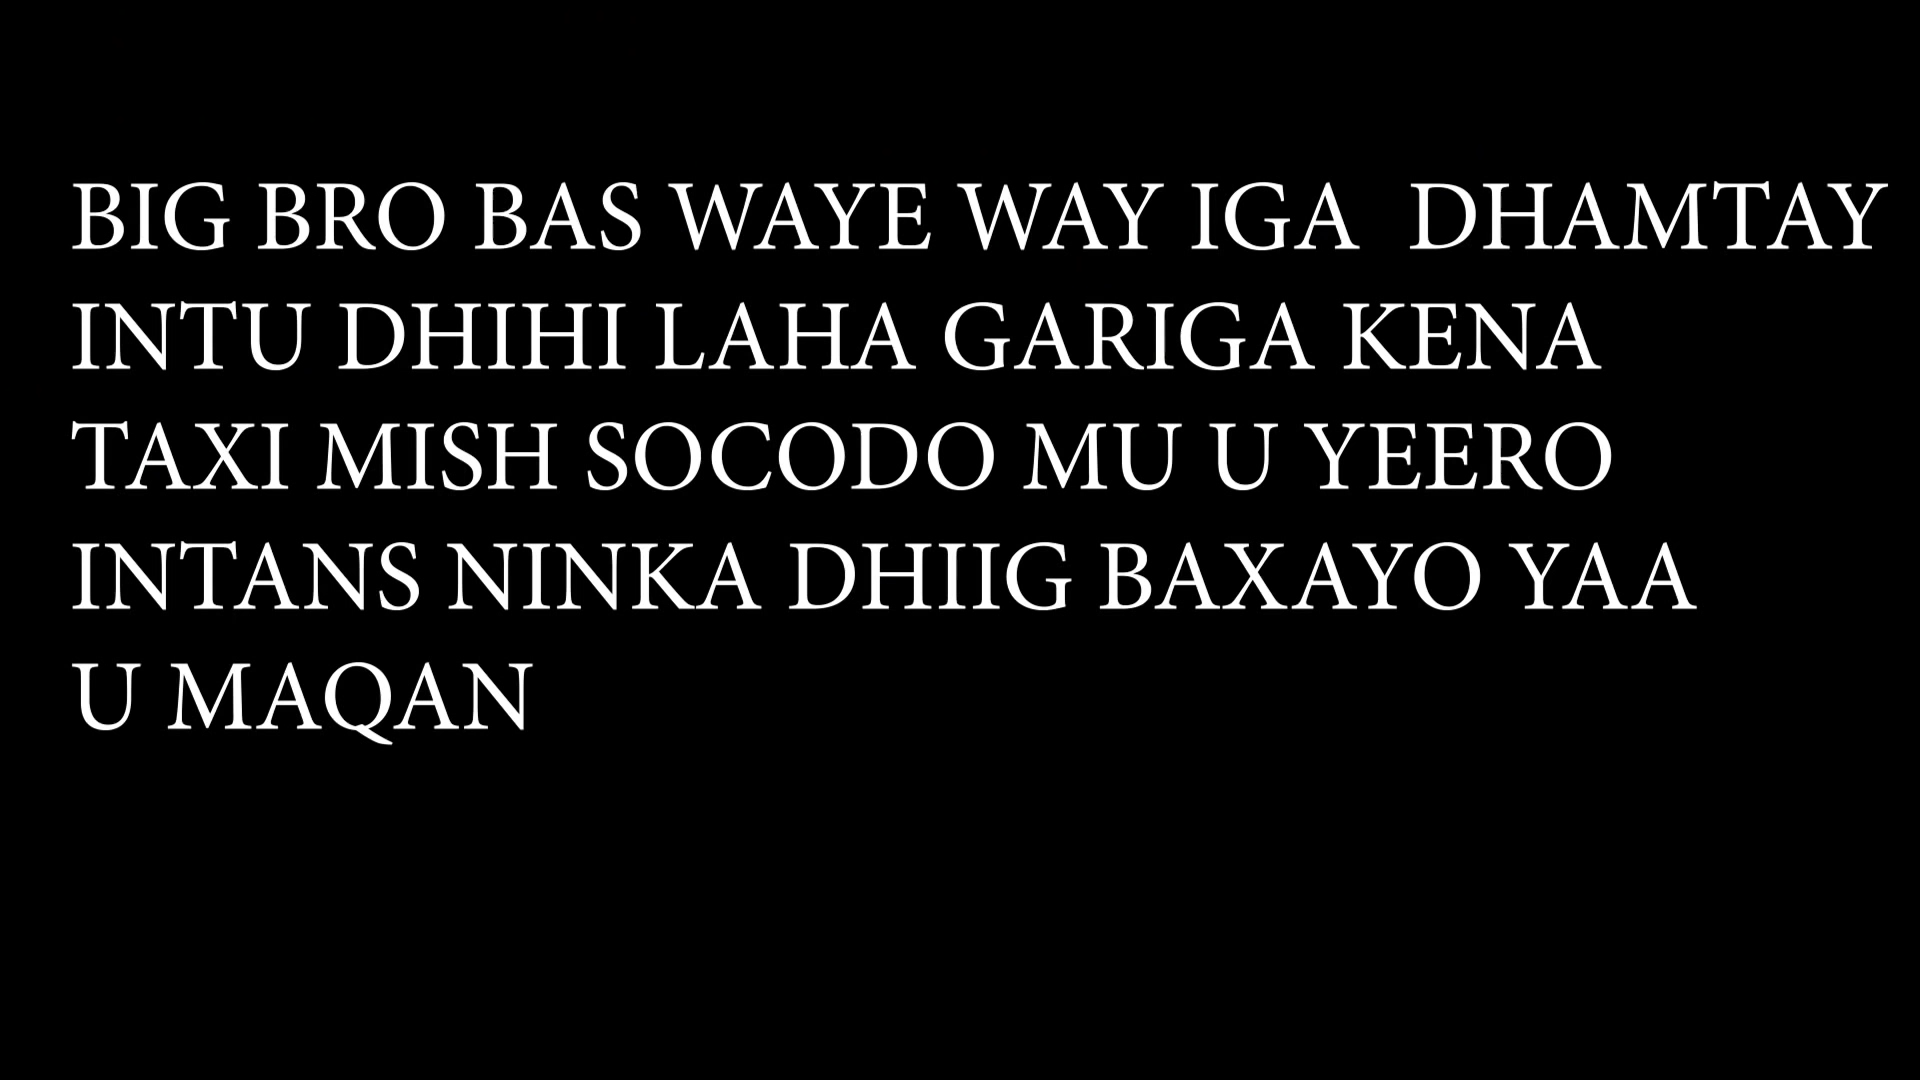 BIG BRO BAS WAYE WAY IGA  DHAMTAY
INTU DHIHI LAHA GARIGA KENA
TAXI MISH SOCODO MU U YEERO
INTANS NINKA DHIIG BAXAYO YAA
U MAQAN